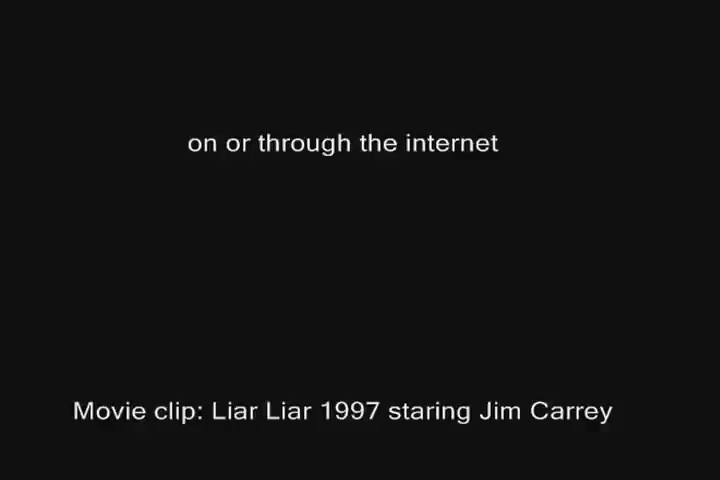 on or through the internet
Movie clip: Liar Liar 1997 staring Jim Carrey